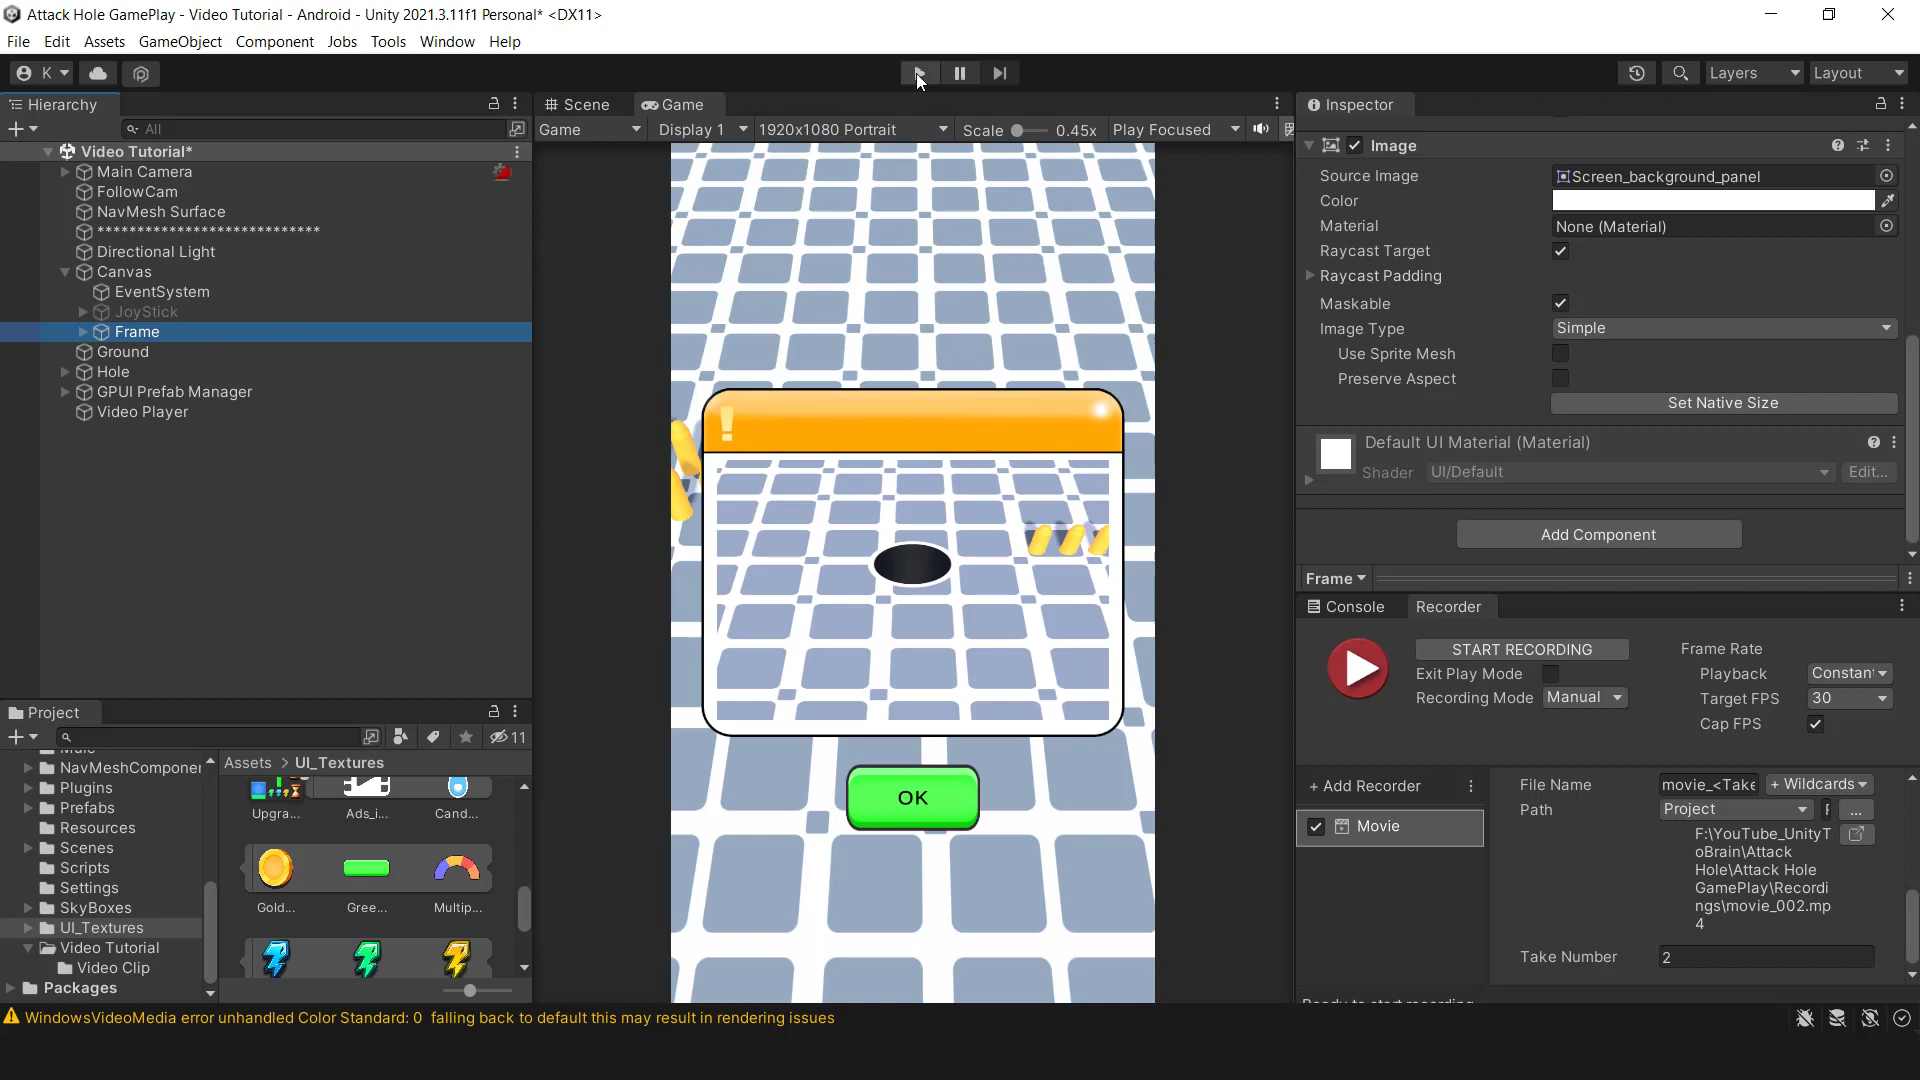 Attack Hole GamePlay - Video Tutorial - Android - Unity 2021.3.11f1 Personal* <DX11>
File Edit Assets GameObject Component Jobs Tools Window Help
K
Layers
Layout
Hierarchy
All
Video Tutorial*
Main Camera
FollowCam
NavMesh Surface
****************************
Directional Light
Canvas
EventSystem
JoyStick
Frame
Ground
Hole
GPUI Prefab Manager
Video Player
Scene
Game
Game
Display 1
1920x1080 Portrait
Scale
0.45x
Play Focused
!
OK
Inspector
Image
Source Image
Screen_background_panel
Color
Material
None (Material)
Raycast Target
Raycast Padding
Maskable
Image Type
Simple
Use Sprite Mesh
Preserve Aspect
Set Native Size
Default UI Material (Material)
Shader
UI/Default
Edit...
Add Component
Frame
Console
Recorder
START RECORDING
Exit Play Mode
Recording Mode
Manual
Frame Rate
Playback
Constant
Target FPS
30
Cap FPS
+ Add Recorder
Movie
File Name
movie_<Take
+ Wildcards
Path
Project
...
F:\YouTube_UnityT
oBrain\Attack
Hole\Attack Hole
GamePlay\Recordi
ngs\movie_002.mp
4
Take Number
2
Project
11
NavMeshComponer
Plugins
Prefabs
Resources
Scenes
Scripts
Settings
SkyBoxes
UI_Textures
Video Tutorial
Video Clip
Packages
Assets > UI_Textures
Upgra...
Ads_i...
Cand...
Gold...
Gree...
Multip...
WindowsVideoMedia error unhandled Color Standard: 0 falling back to default this may result in rendering issues